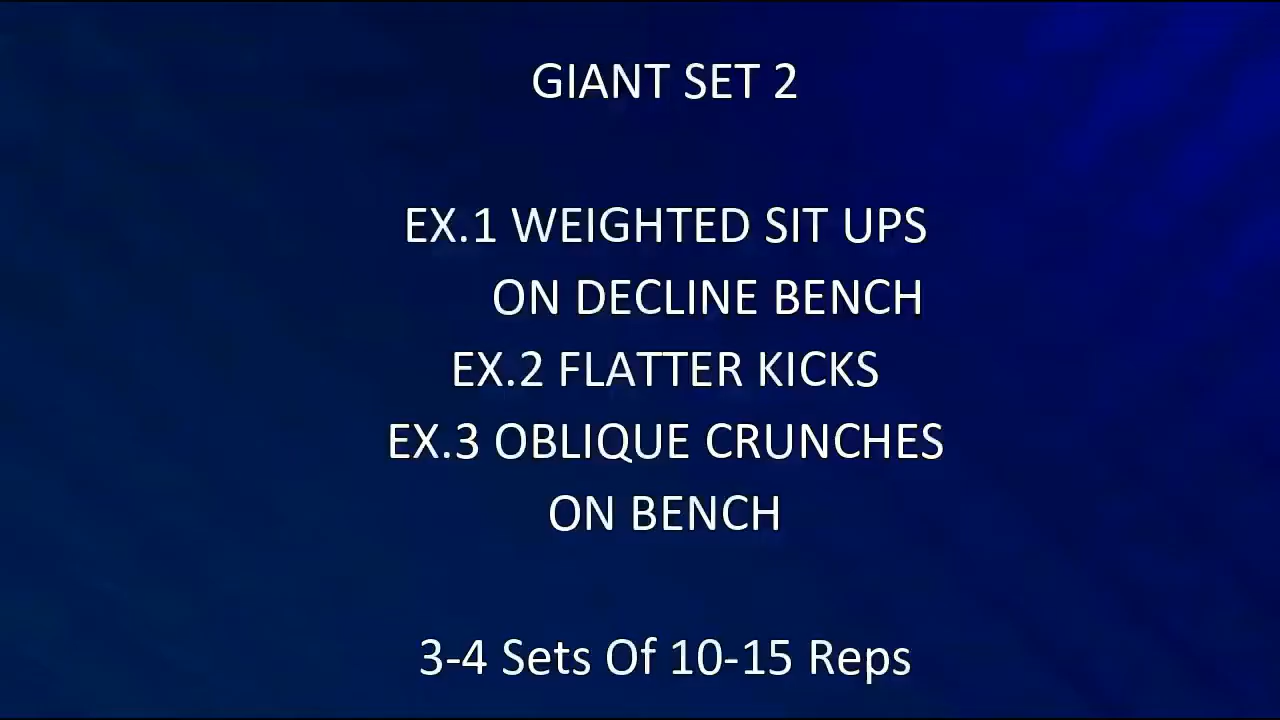 GIANT SET 2
EX.1 WEIGHTED SIT UPS
ON DECLINE BENCH
EX.2 FLATTER KICKS
EX.3 OBLIQUE CRUNCHES
ON BENCH
3-4 Sets Of 10-15 Reps